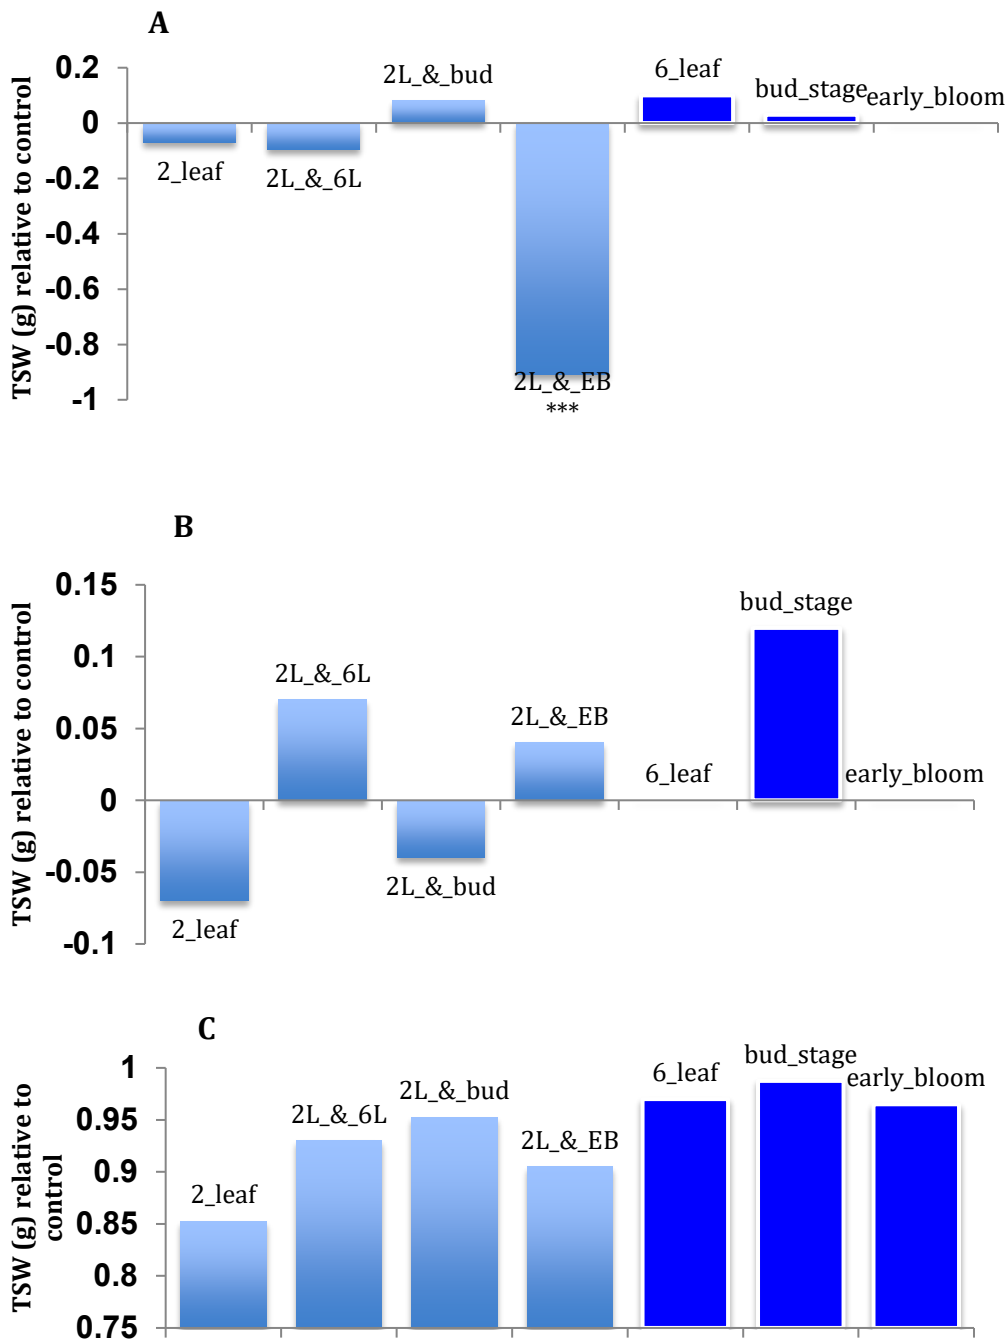 A
TSW (g) relative to control
0.2
0
-0.2
-0.4
-0.6
-0.8
-1
2_leaf
2L_&_6L
2L_&_bud
2L_&_EB
***
6_leaf
bud_stage
early_bloom
B
TSW (g) relative to control
0.15
0.1
0.05
0
-0.05
-0.1
2_leaf
2L_&_6L
2L_&_bud
2L_&_EB
6_leaf
bud_stage
early_bloom
C
TSW (g) relative to
control
1
0.95
0.9
0.85
0.8
0.75
2_leaf
2L_&_6L
2L_&_bud
2L_&_EB
6_leaf
bud_stage
early_bloom